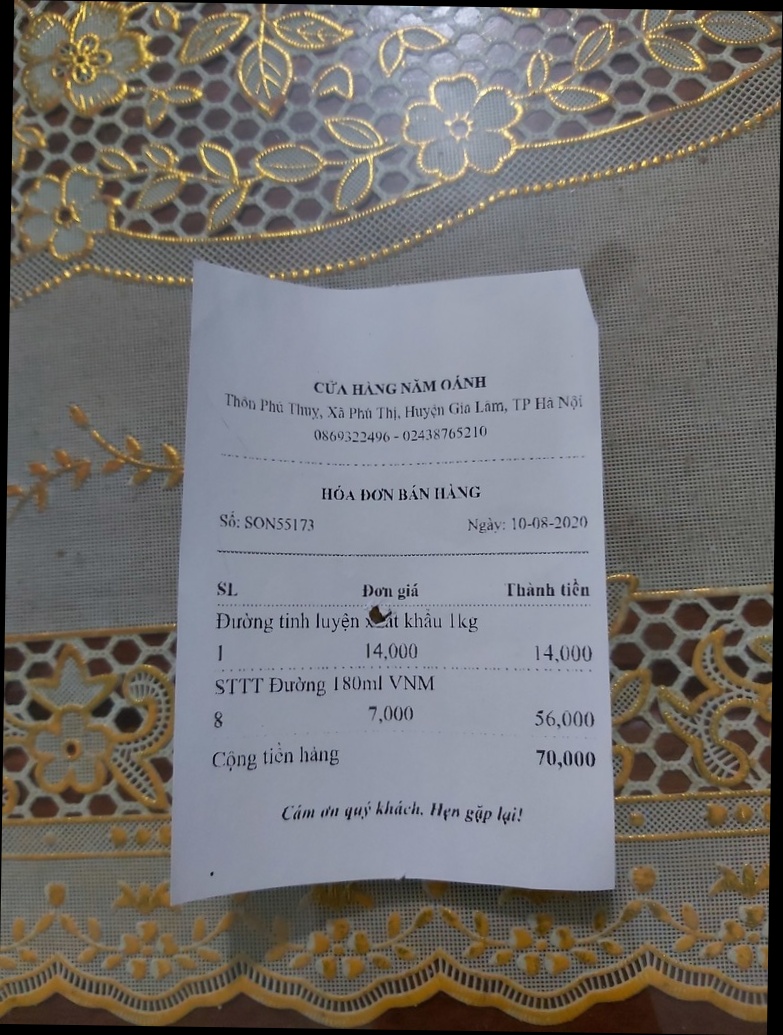 CỬA HÀNG NĂM OÁNH
Thôn Phú Thụy, Xã Phú Thị, Huyện Gia Lâm, TP Hà Nội
0869322496 - 02438765210
HÓA ĐƠN BÁN HÀNG
Số: SON55173 Ngày: 10-08-2020
SL Đơn giá Thành tiền
Đường tinh luyện khẩu 1kg
1 14,000 14,000
STTT Đường 180ml VNM
8 7,000 56,000
Cộng tiền hàng 70,000
Cảm ơn quý khách. Hẹn gặp lại!